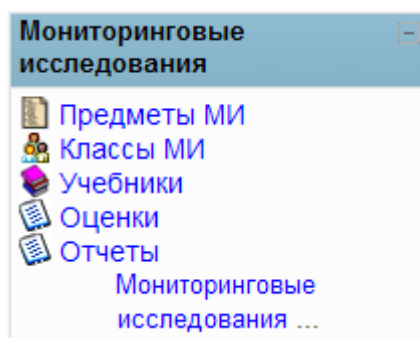 Мониторинговые
исследования
Предметы МИ
Классы МИ
Учебники
Оценки
Отчеты
Мониторинговые
исследования ...